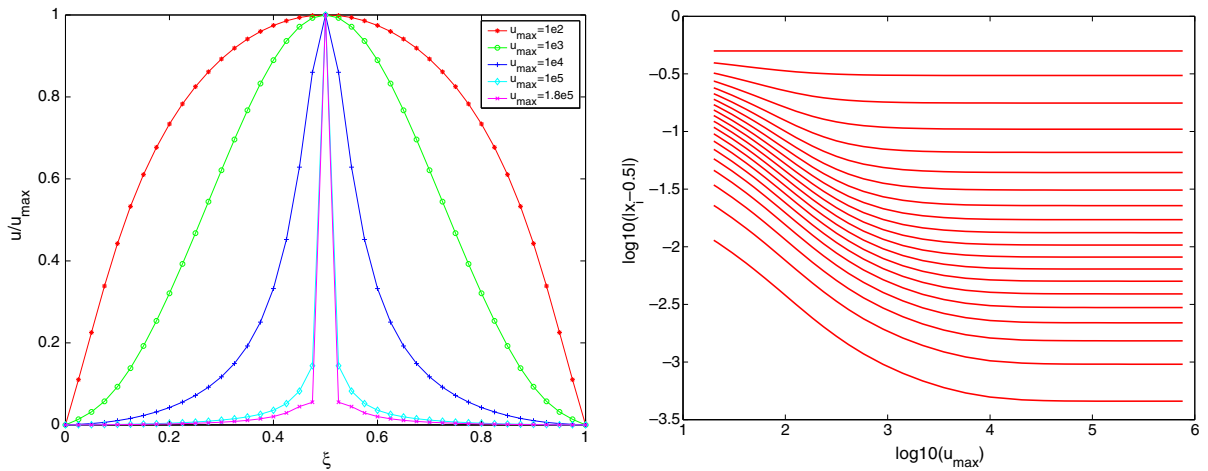 1
0.8
0.6
0.4
0.2
0
0
0.2
0.4
0.6
0.8
1
u/u_max
ξ
u_max=1e2
u_max=1e3
u_max=1e4
u_max=1e5
u_max=1.8e5
0
−0.5
−1
−1.5
−2
−2.5
−3
−3.5
1
2
3
4
5
6
log10(|x_i−0.5|)
log10(u_max)